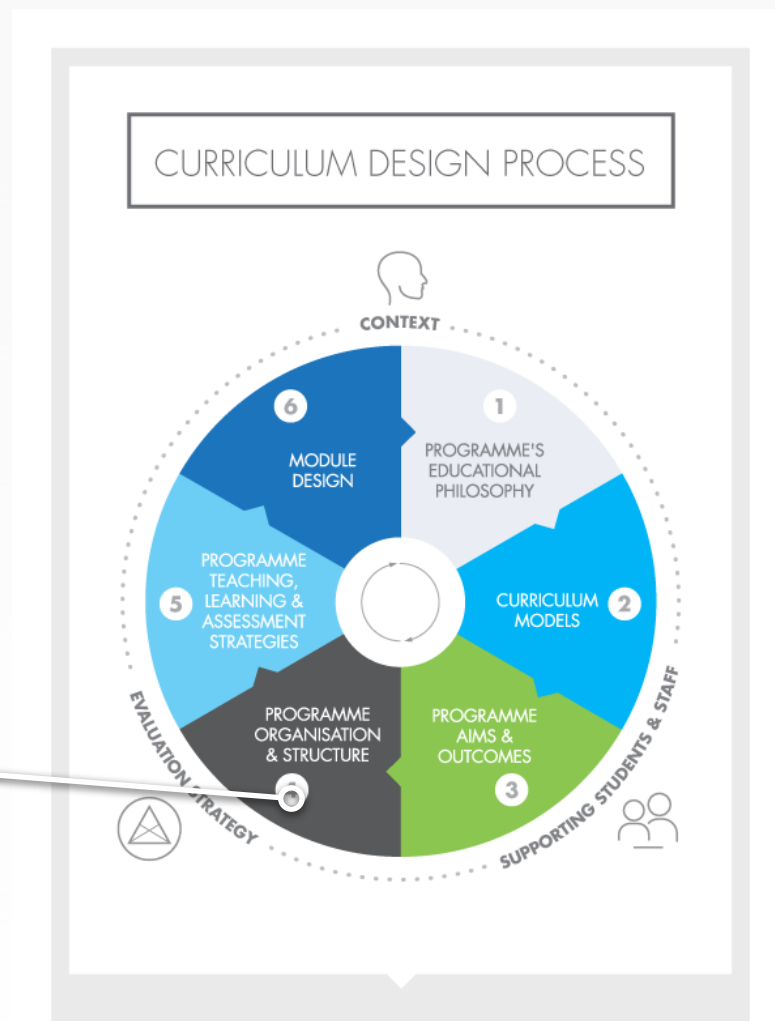 CURRICULUM DESIGN PROCESS
CONTEXT
1
PROGRAMME'S
EDUCATIONAL
PHILOSOPHY
CURRICULUM
MODELS
2
PROGRAMME
AIMS &
OUTCOMES
3
PROGRAMME
ORGANISATION
& STRUCTURE
5
PROGRAMME
TEACHING,
LEARNING &
ASSESSMENT
STRATEGIES
6
MODULE
DESIGN
SUPPORTING STUDENTS & STAFF
EVALUATION STRATEGY